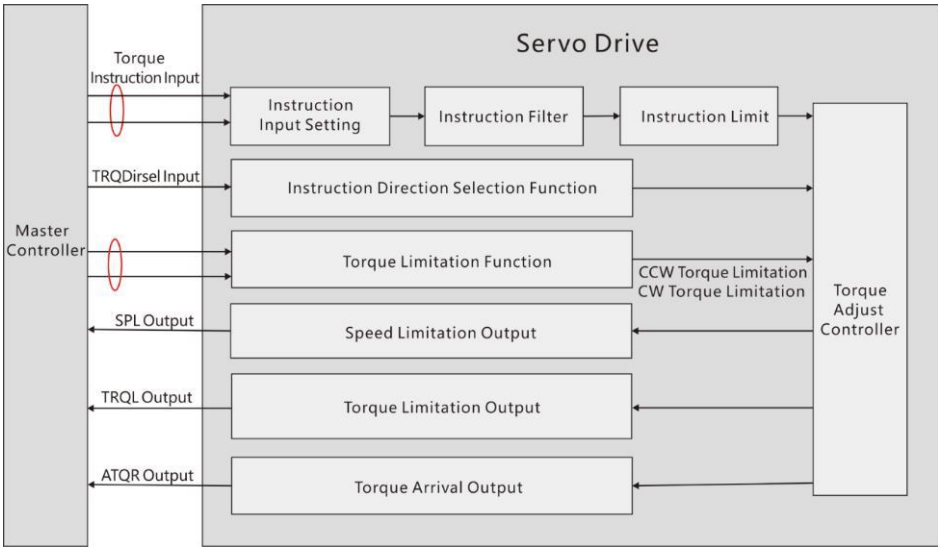 Servo Drive
Torque
Instruction Input
Instruction
Input Setting
Instruction Filter
Instruction Limit
TRQDirsel Input
Instruction Direction Selection Function
Master
Controller
Torque Limitation Function
CCW Torque Limitation
CW Torque Limitation
Torque
Adjust
Controller
SPL Output
Speed Limitation Output
TRQL Output
Torque Limitation Output
ATQR Output
Torque Arrival Output